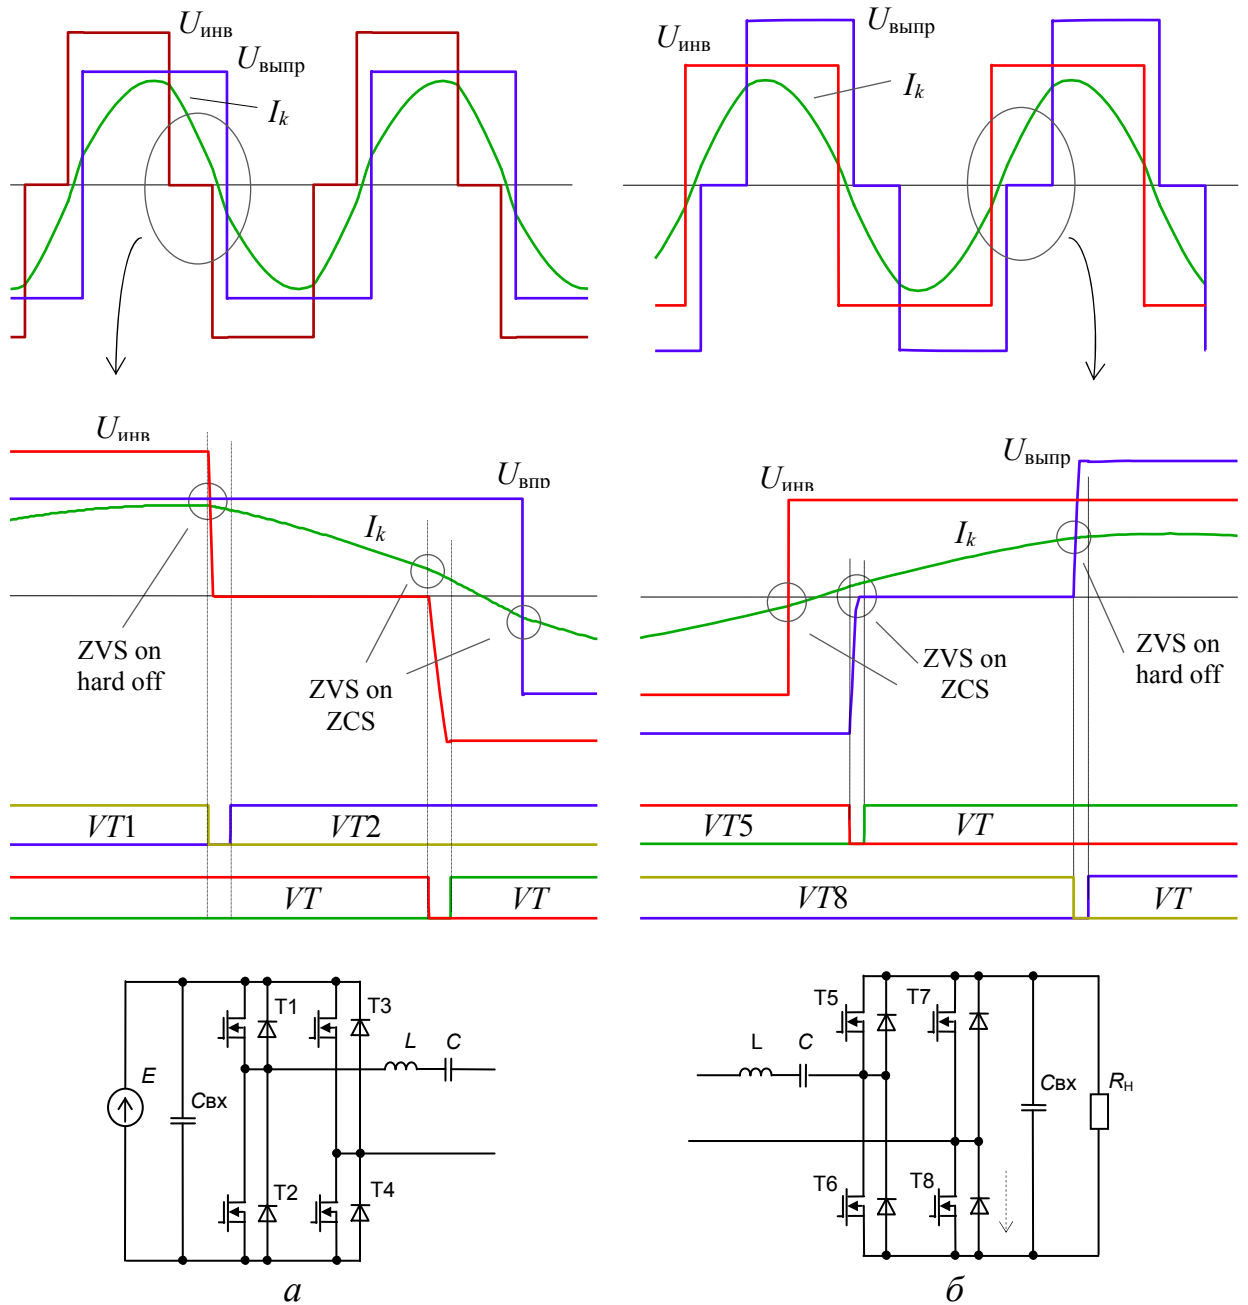 Uинв
Uвыпр
Ik
Uинв
Uвыпр
Ik
Uинв
Uвпр
Ik
ZVS on
hard off
ZVS on
ZCS
VT1
VT2
VT
VT
Uвыпр
Uинв
Ik
ZVS on
ZCS
ZVS on
hard off
VT5
VT
VT8
VT
E
Cвх
T1
T3
L
C
T2
T4
а
L
C
T5
T7
T6
T8
Cвх
Rн
б